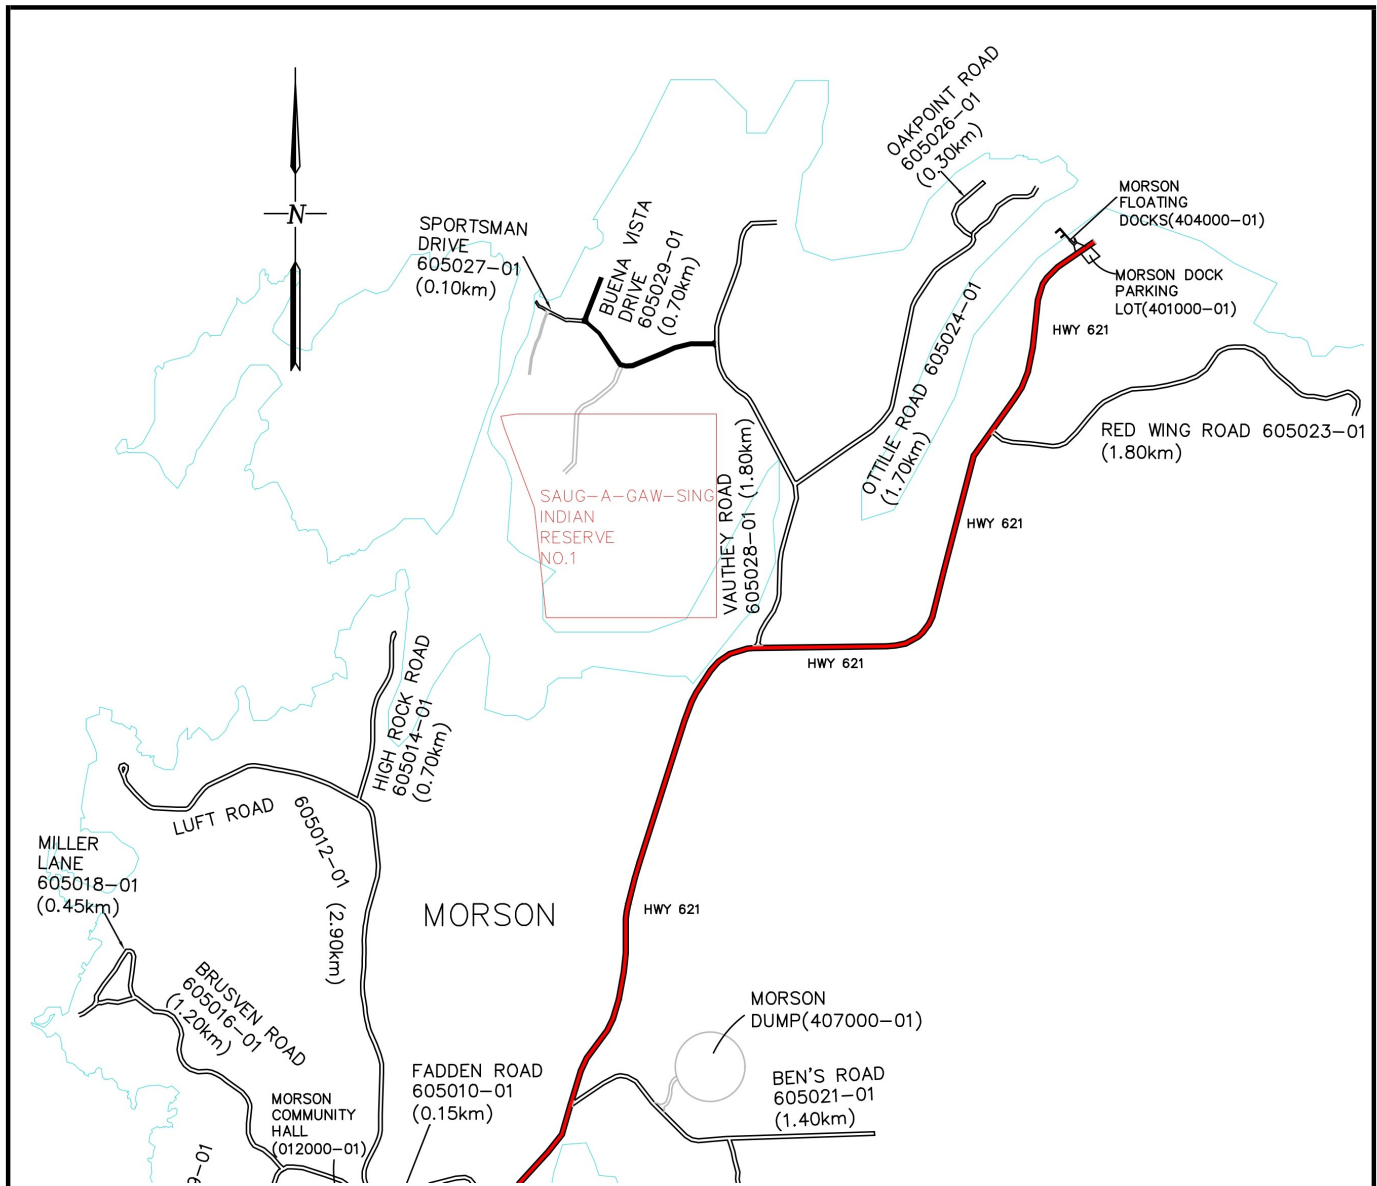 OAKPOINT ROAD
605026-01
(0.30km)
N
MORSON
FLOATING
DOCKS(404000-01)
SPORTSMAN
DRIVE
605027-01
(0.10km)
BUENA VISTA
DRIVE
605029-01
(0.70km)
MORSON DOCK
PARKING
LOT(401000-01)
HWY 621
OTTILIE ROAD 605024-01
(1.70km)
RED WING ROAD 605023-01
(1.80km)
VAUTHEY ROAD
605028-01 (1.80km)
SAUG-A-GAW-SING
INDIAN
RESERVE
NO.1
HWY 621
HWY 621
HIGH ROCK ROAD
605014-01
(0.70km)
LUFT ROAD
605012-01 (2.90km)
MILLER
LANE
605018-01
(0.45km)
MORSON
HWY 621
BRUSVEN ROAD
605016-01
(1.20km)
MORSON
DUMP(407000-01)
FADDEN ROAD
605010-01
(0.15km)
BEN'S ROAD
605021-01
(1.40km)
MORSON
COMMUNITY
HALL
(012000-01)
9-01